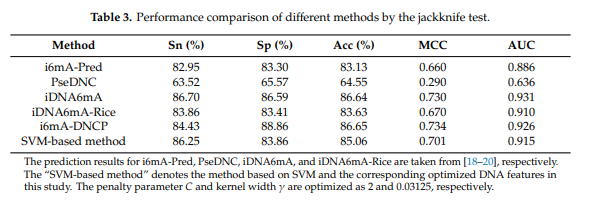 Table 3. Performance comparison of different methods by the jackknife test.
Method Sn (%) Sp (%) Acc (%) MCC AUC
i6mA-Pred 82.95 83.30 83.13 0.660 0.886
PseDNC 63.52 65.57 64.55 0.290 0.636
iDNA6mA 86.70 86.59 86.64 0.730 0.931
iDNA6mA-Rice 83.86 83.41 83.63 0.670 0.910
i6mA-DNCP 84.43 88.86 86.65 0.734 0.926
SVM-based method 86.25 83.86 85.06 0.701 0.915
The prediction results for i6mA-Pred, PseDNC, iDNA6mA, and iDNA6mA-Rice are taken from [18–20], respectively.
The “SVM-based method” denotes the method based on SVM and the corresponding optimized DNA features in
this study. The penalty parameter C and kernel width γ are optimized as 2 and 0.03125, respectively.